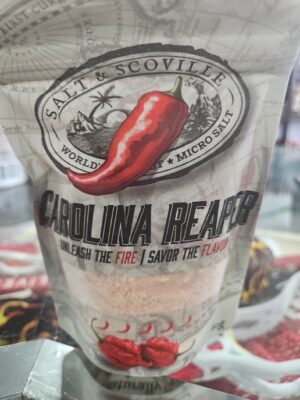 SALT & SCOVILLE
MICRO SALT
CAROLINA REAPER
UNLEASH THE FIRE | SAVOR THE FLAVOR